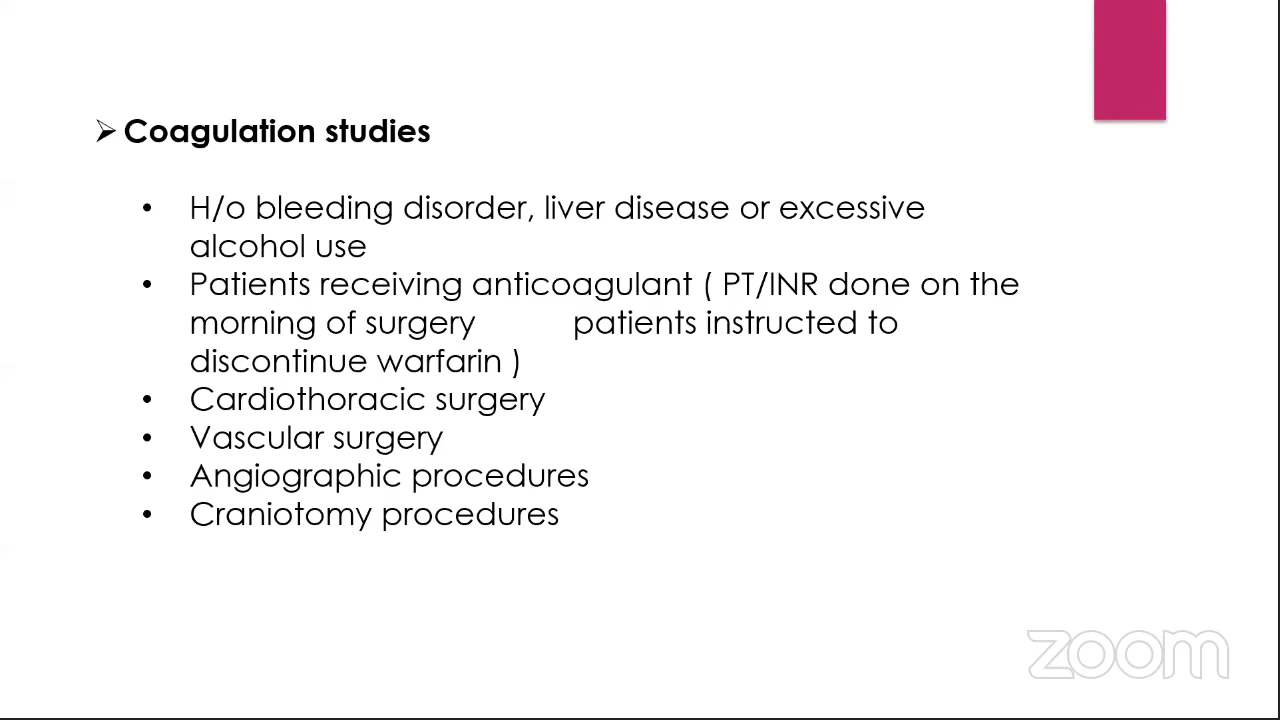 ➢ Coagulation studies
• H/o bleeding disorder, liver disease or excessive
alcohol use
• Patients receiving anticoagulant ( PT/INR done on the
morning of surgery patients instructed to
discontinue warfarin )
• Cardiothoracic surgery
• Vascular surgery
• Angiographic procedures
• Craniotomy procedures
zoom